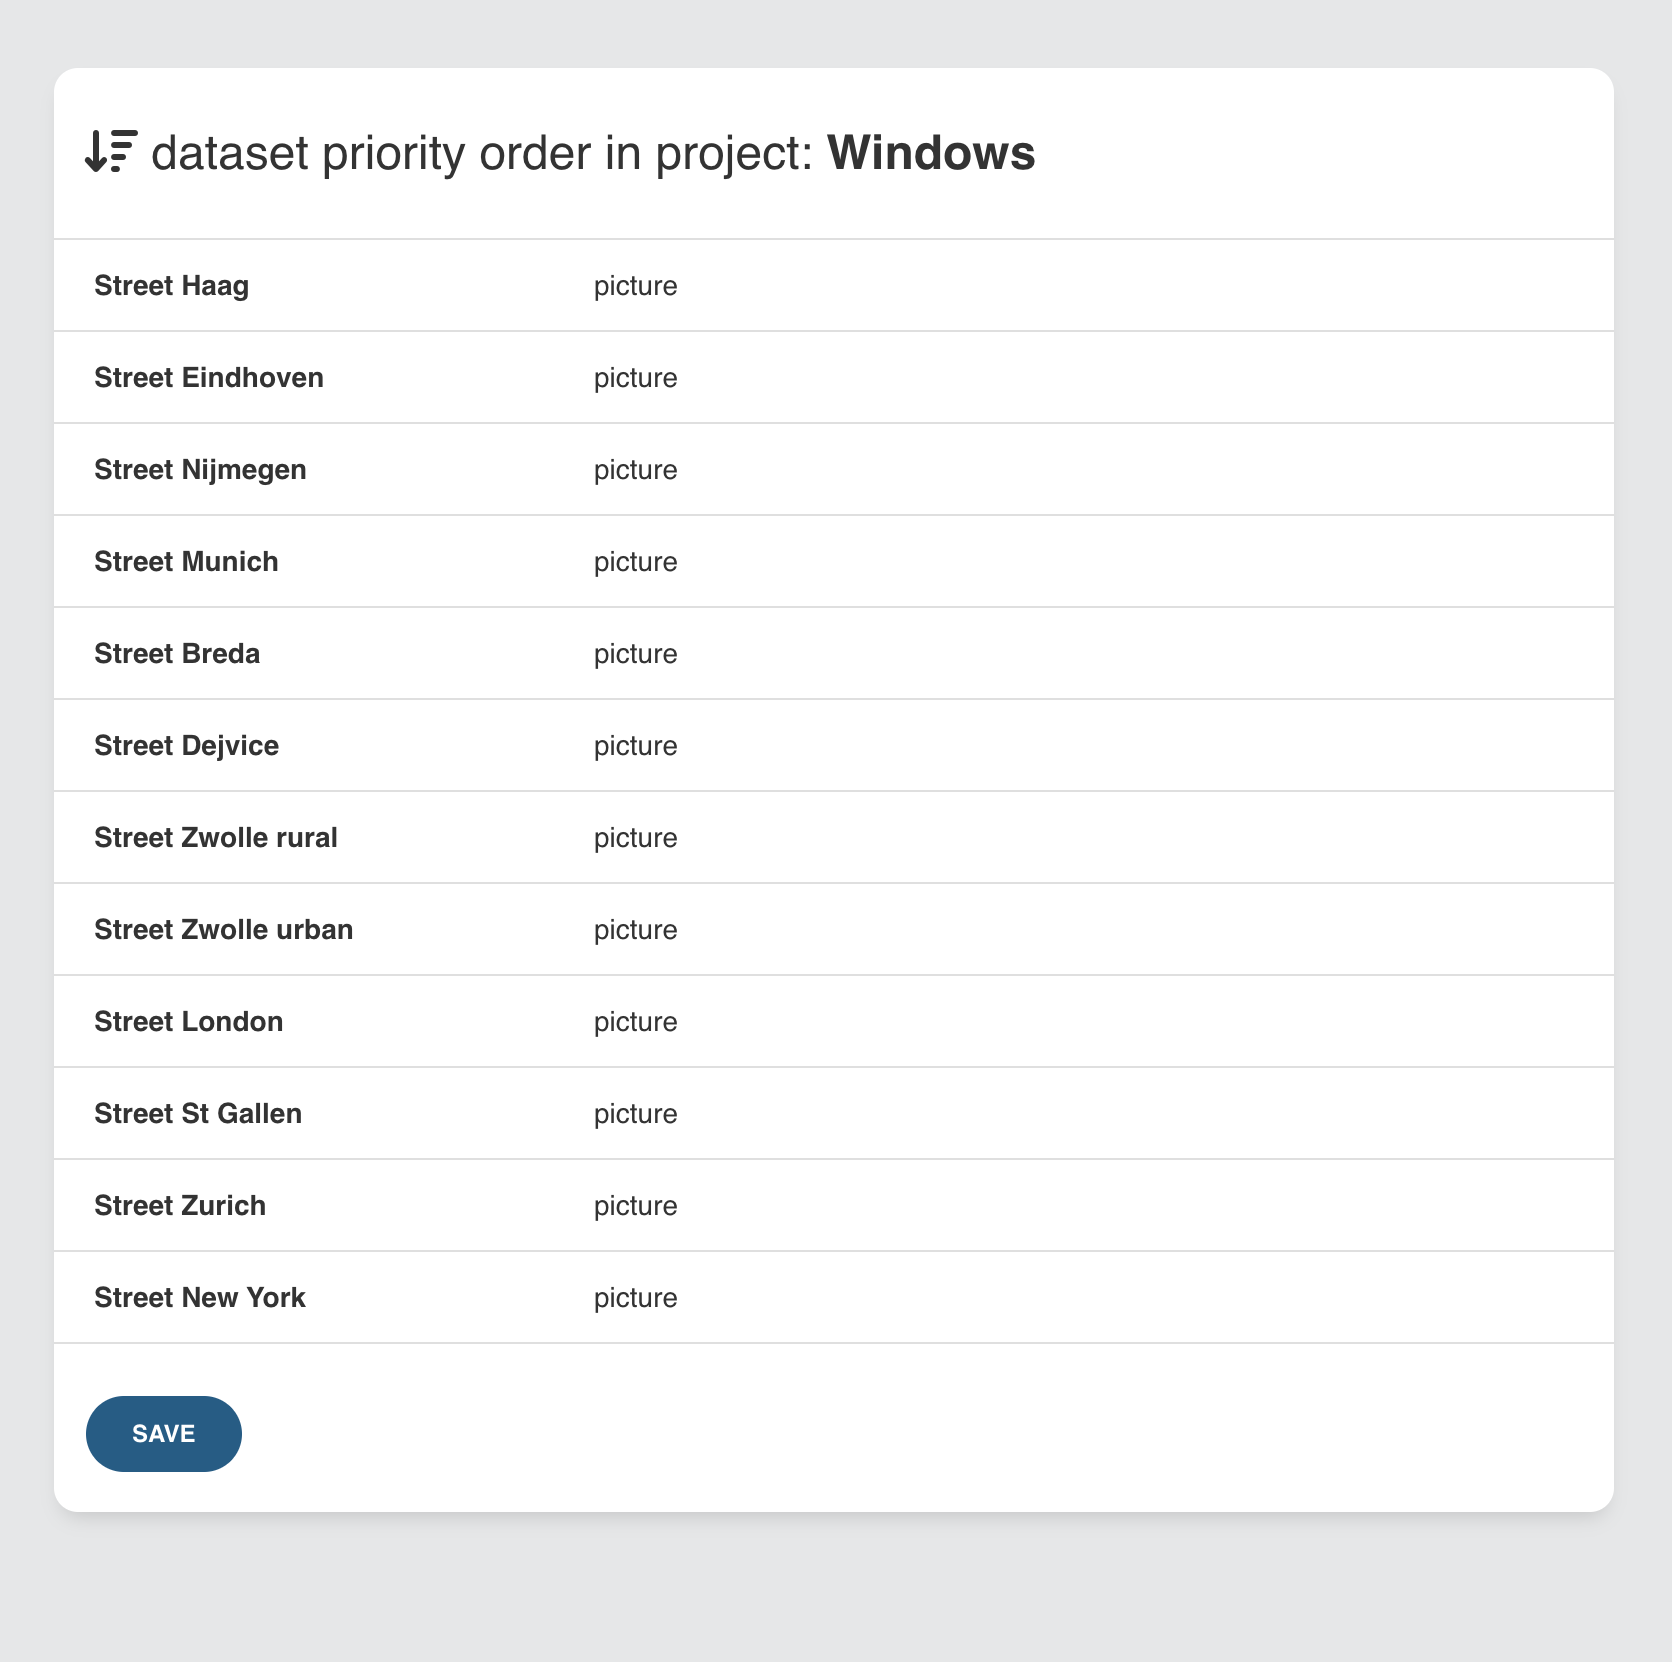 dataset priority order in project: Windows
Street Haag picture
Street Eindhoven picture
Street Nijmegen picture
Street Munich picture
Street Breda picture
Street Dejvice picture
Street Zwolle rural picture
Street Zwolle urban picture
Street London picture
Street St Gallen picture
Street Zurich picture
Street New York picture
SAVE